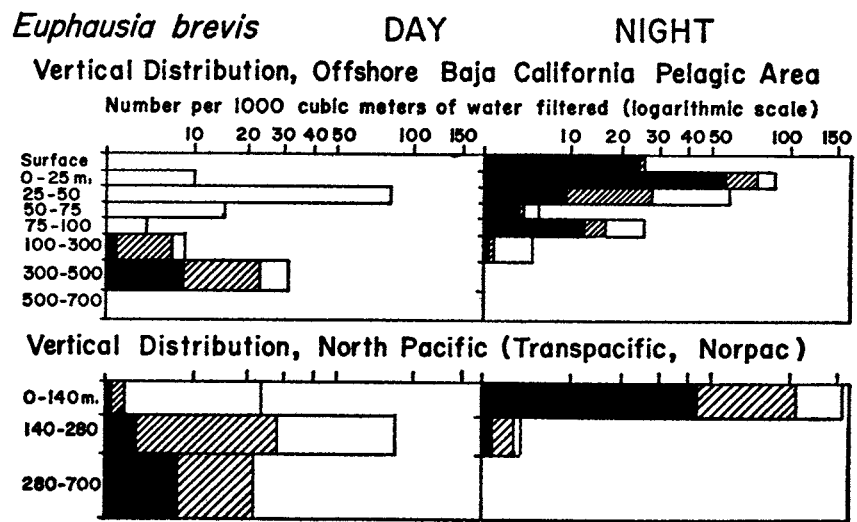 Euphausia brevis DAY NIGHT
Vertical Distribution, Offshore Baja California Pelagic Area
Number per 1000 cubic meters of water filtered (logarithmic scale)
10 20 30 40 50 100 150 10 20 30 40 50 100 150
Surface
0-25 m.
25-50
50-75
75-100
100-300
300-500
500-700
Vertical Distribution, North Pacific (Transpacific, Norpac)
0-140 m.
140-280
280-700